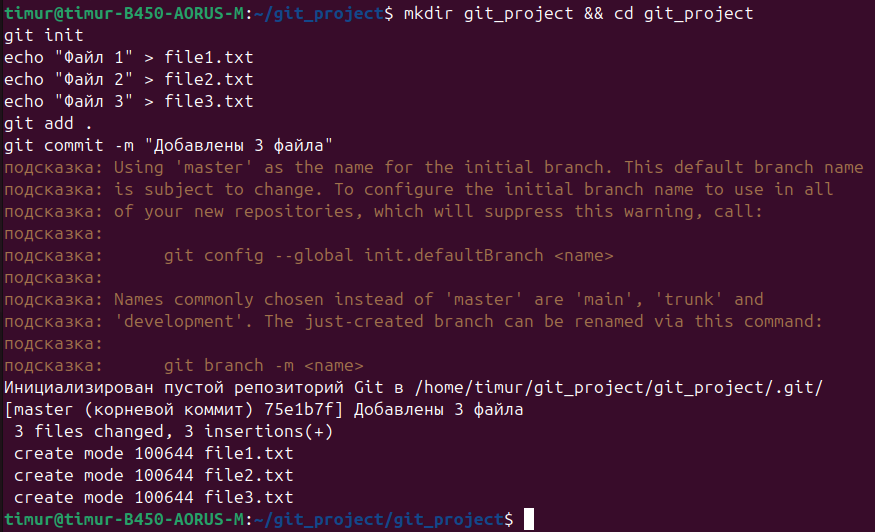 timur@timur-B450-AORUS-M:~/git_project$ mkdir git_project && cd git_project
git init
echo "Файл 1" > file1.txt
echo "Файл 2" > file2.txt
echo "Файл 3" > file3.txt
git add .
git commit -m "Добавлены 3 файла"
подсказка: Using 'master' as the name for the initial branch. This default branch name
подсказка: is subject to change. To configure the initial branch name to use in all
подсказка: of your new repositories, which will suppress this warning, call:
подсказка:
подсказка:      git config --global init.defaultBranch <name>
подсказка:
подсказка: Names commonly chosen instead of 'master' are 'main', 'trunk' and
подсказка: 'development'. The just-created branch can be renamed via this command:
подсказка:
подсказка:      git branch -m <name>
Инициализирован пустой репозиторий Git в /home/timur/git_project/git_project/.git/
[master (корневой коммит) 75e1b7f] Добавлены 3 файла
 3 files changed, 3 insertions(+)
 create mode 100644 file1.txt
 create mode 100644 file2.txt
 create mode 100644 file3.txt
timur@timur-B450-AORUS-M:~/git_project/git_project$